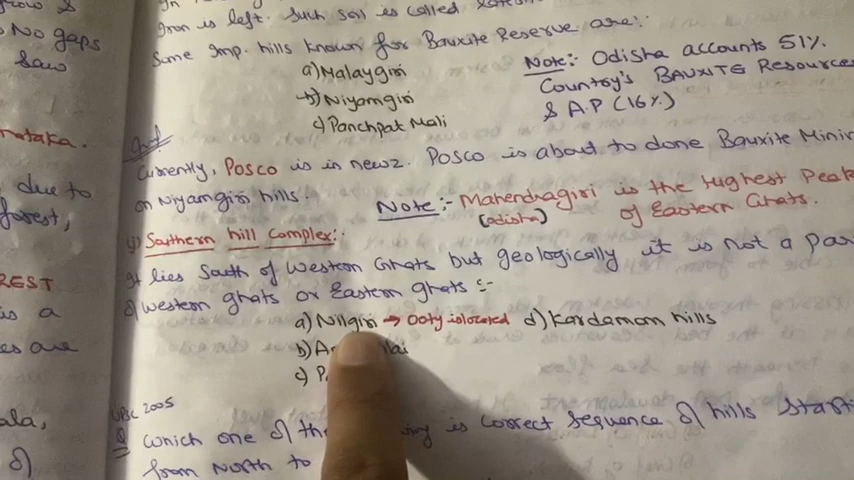 No gaps
Saw
nataka.
due to
forest,
REST
is a
es are
ala,
of
Iron is left. Such soil is called
Some Imp. hills known for Bauxite Reserve are:-
a) Malaygiri
b) Niyamgiri
c) Panchpat Mali
Note:- Odisha accounts 51%
Country's BAUXITE Resources
& A.P (16%)
Currently, POSCO is in newz. POSCO is about to done Bauxite Minin
on Niyamgiri hills.
Note:- Mahendragiri is the Highest Peak
(odisha) of Eastern Ghats.
Southern hill Complex:-
It lies South of Western Ghats but geologically it is not a Par
of western ghats or Eastern ghats :-
a) Nilgiri → Ooty is located d) Kardamom hills
b) A lai
c) P
UPSC 2005
Q Which one of the ing is correct Sequence of hills Star
from North to